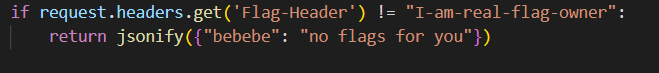 if request.headers.get('Flag-Header') != "I-am-real-flag-owner":
    return jsonify({"bebebe": "no flags for you"})